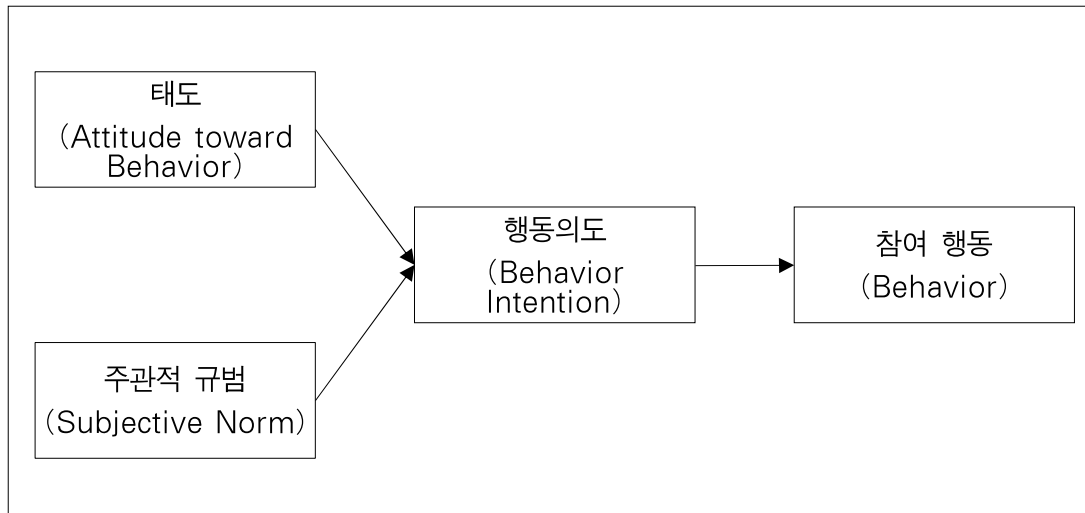 태도
(Attitude toward
Behavior)
행동의도
(Behavior
Intention)
참여 행동
(Behavior)
주관적 규범
(Subjective Norm)